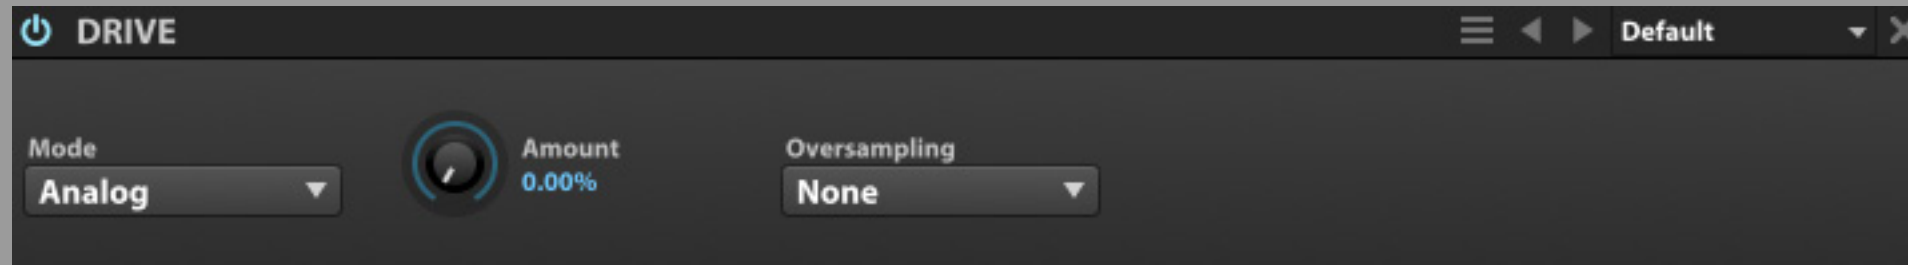 DRIVE
Default
Mode
Analog
Amount
0.00%
Oversampling
None